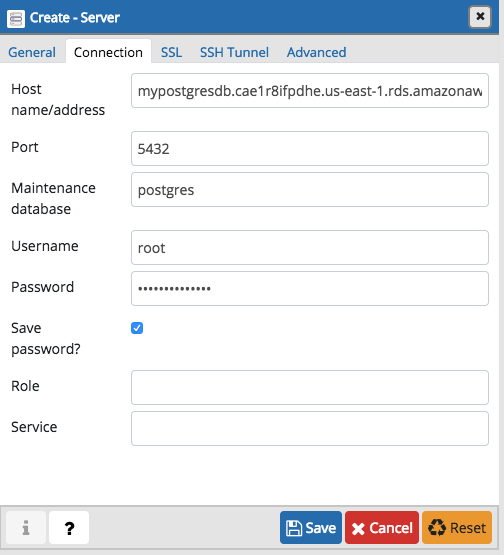 Create - Server
General Connection SSL SSH Tunnel Advanced
Host
name/address
mypostgresdb.cae1r8ifpdhe.us-east-1.rds.amazonaw
Port
5432
Maintenance
database
postgres
Username
root
Password
••••••••••••••
Save
password?
Role
Service
i ? Save Cancel Reset